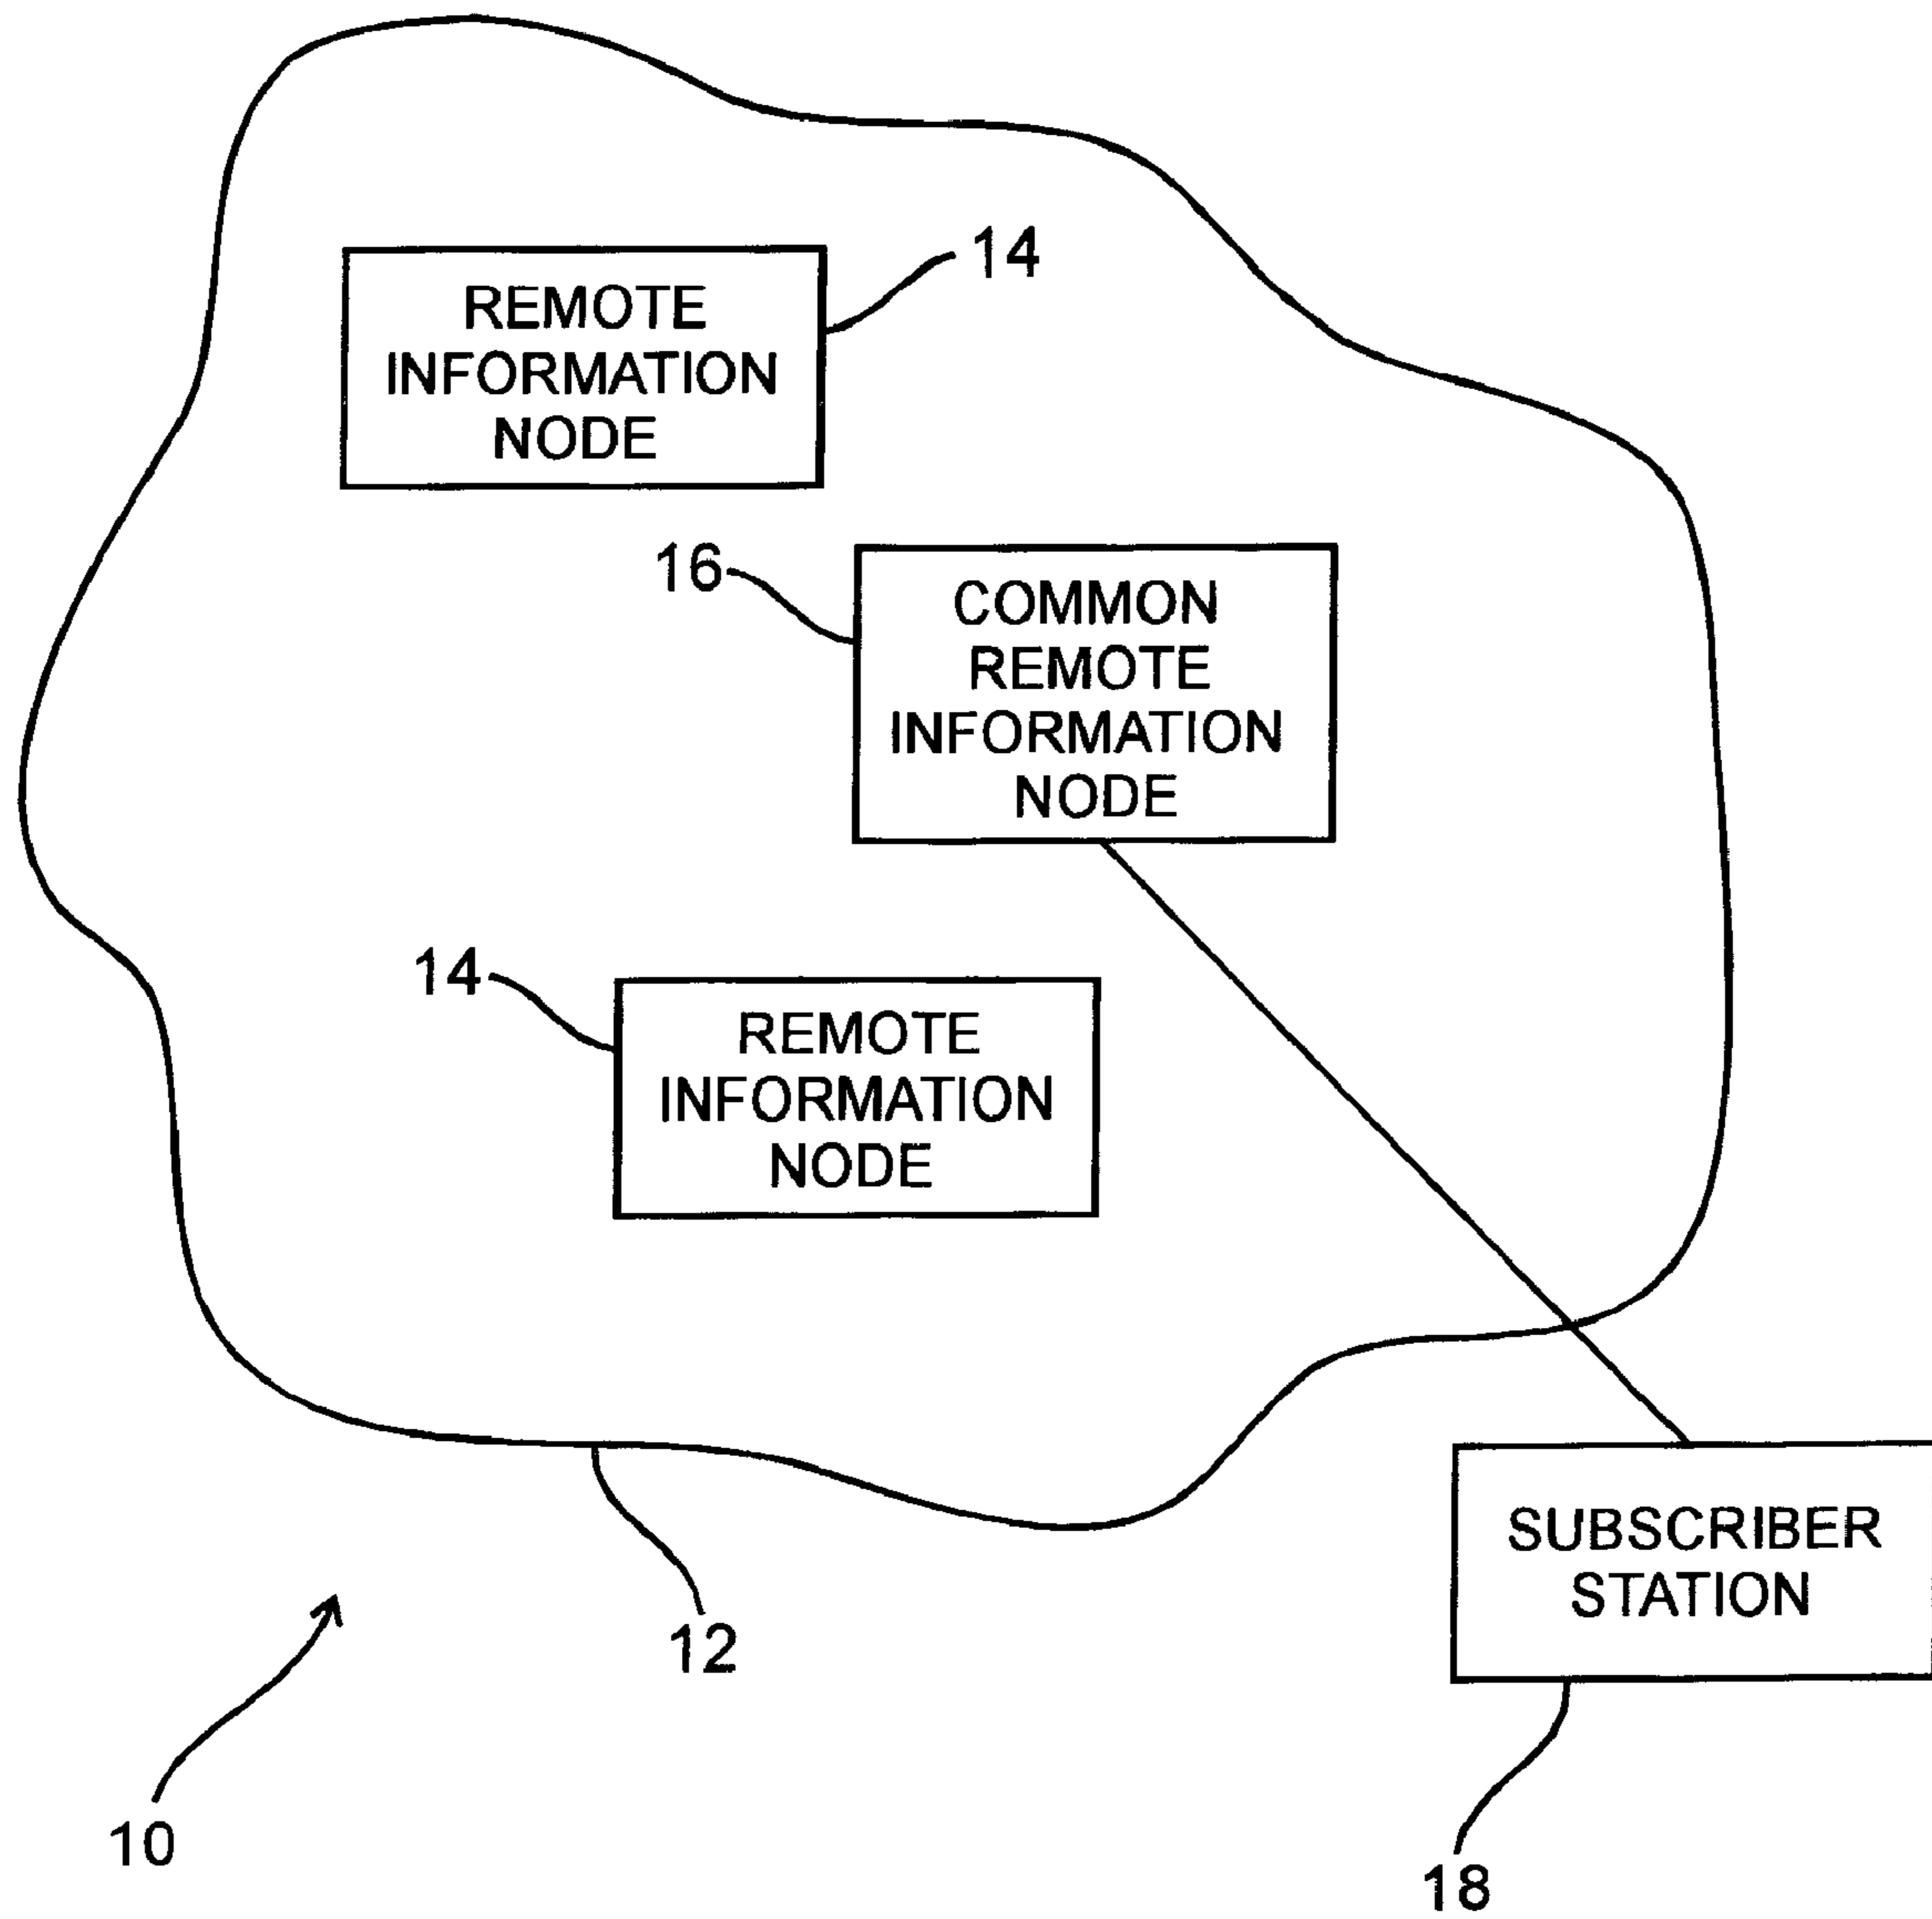 14
REMOTE
INFORMATION
NODE
16
COMMON
REMOTE
INFORMATION
NODE
14
REMOTE
INFORMATION
NODE
SUBSCRIBER
STATION
12
10
18